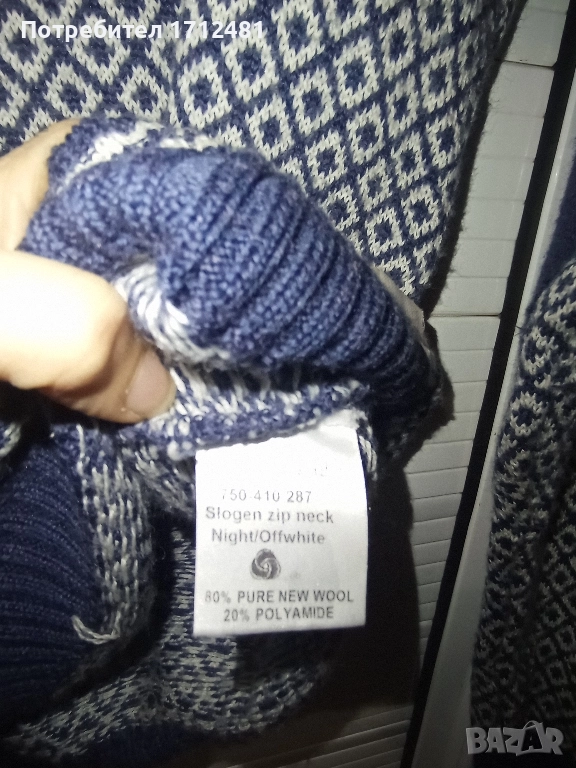 Потребител 1712481
750-410 287
Slogen zip neck
Night/Offwhite
80% PURE NEW WOOL
20% POLYAMIDE
BAZAR